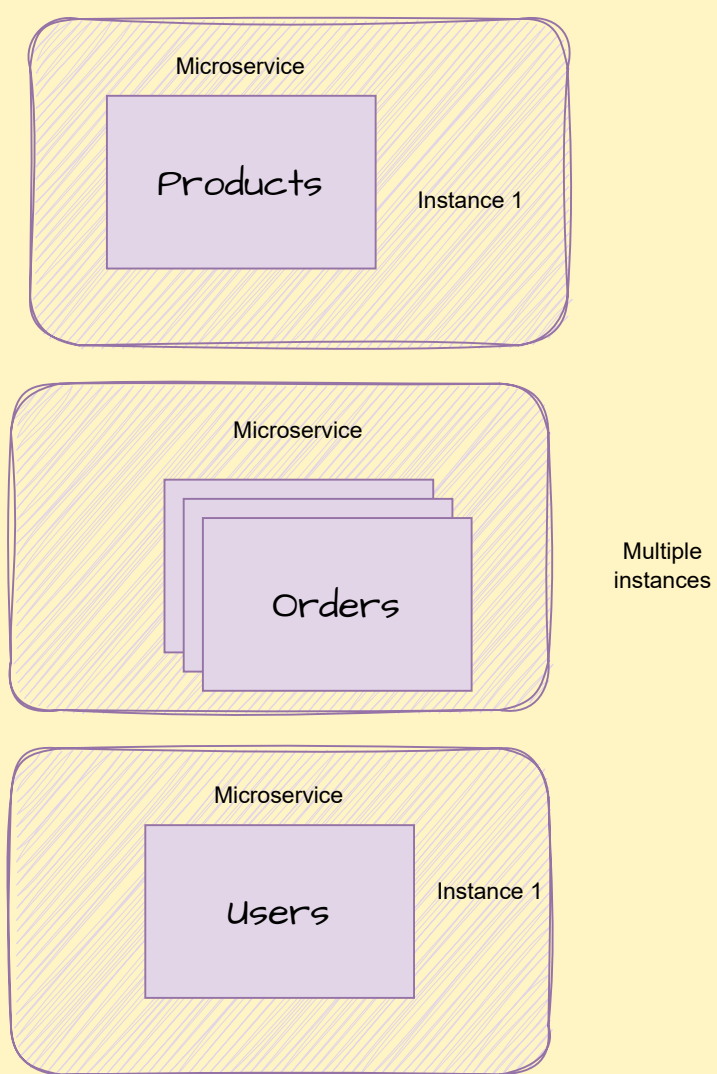 Microservice
Products
Instance 1
Microservice
Multiple
instances
Orders
Microservice
Instance 1
Users